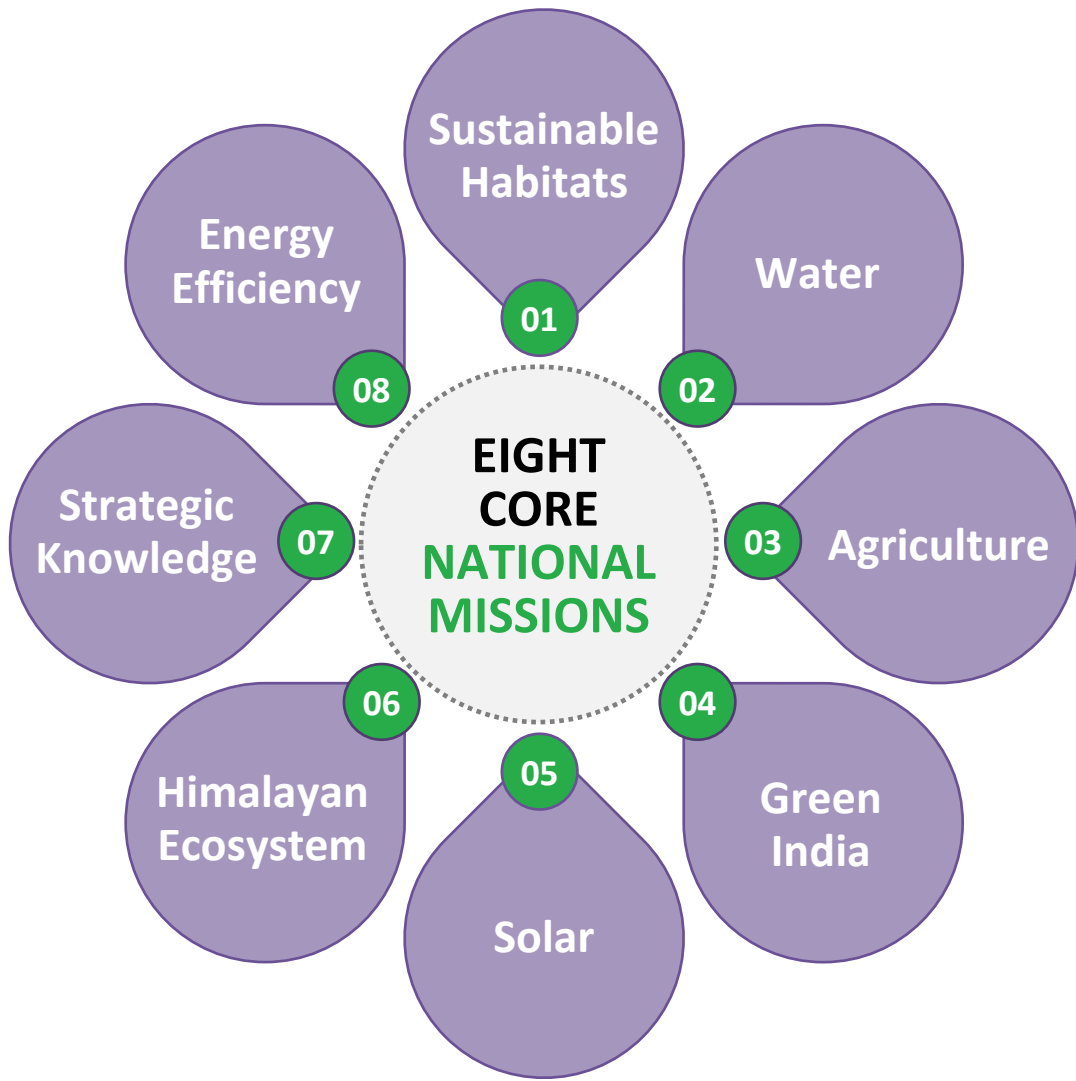 EIGHT
CORE
NATIONAL
MISSIONS
Sustainable
Habitats
01
Water
02
Agriculture
03
Green
India
04
Solar
05
Himalayan
Ecosystem
06
Strategic
Knowledge
07
Energy
Efficiency
08